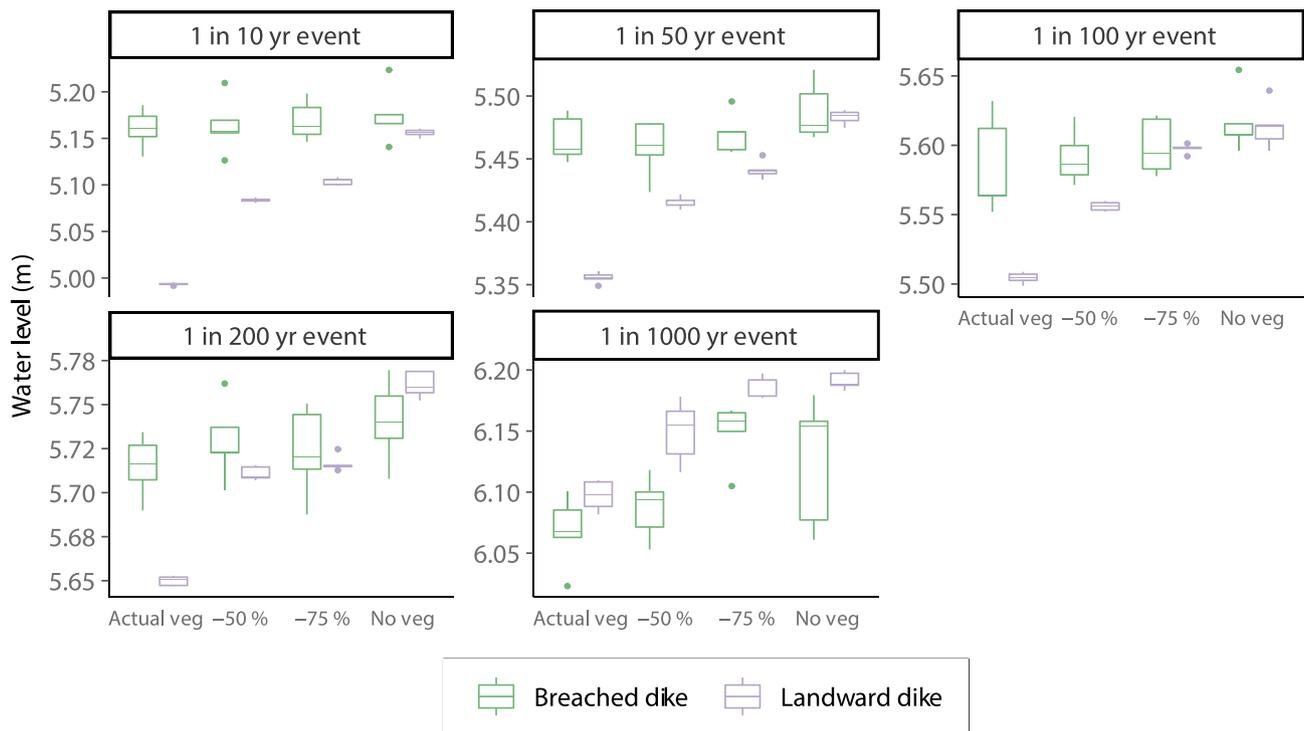 1 in 10 yr event
1 in 50 yr event
1 in 100 yr event
5.20
5.15
5.10
5.05
5.00
5.50
5.45
5.40
5.35
5.65
5.60
5.55
5.50
Actual veg −50 % −75 % No veg
Water level (m)
1 in 200 yr event
1 in 1000 yr event
5.78
5.75
5.72
5.70
5.68
5.65
6.20
6.15
6.10
6.05
Actual veg −50 % −75 % No veg
Actual veg −50 % −75 % No veg
Breached dike
Landward dike